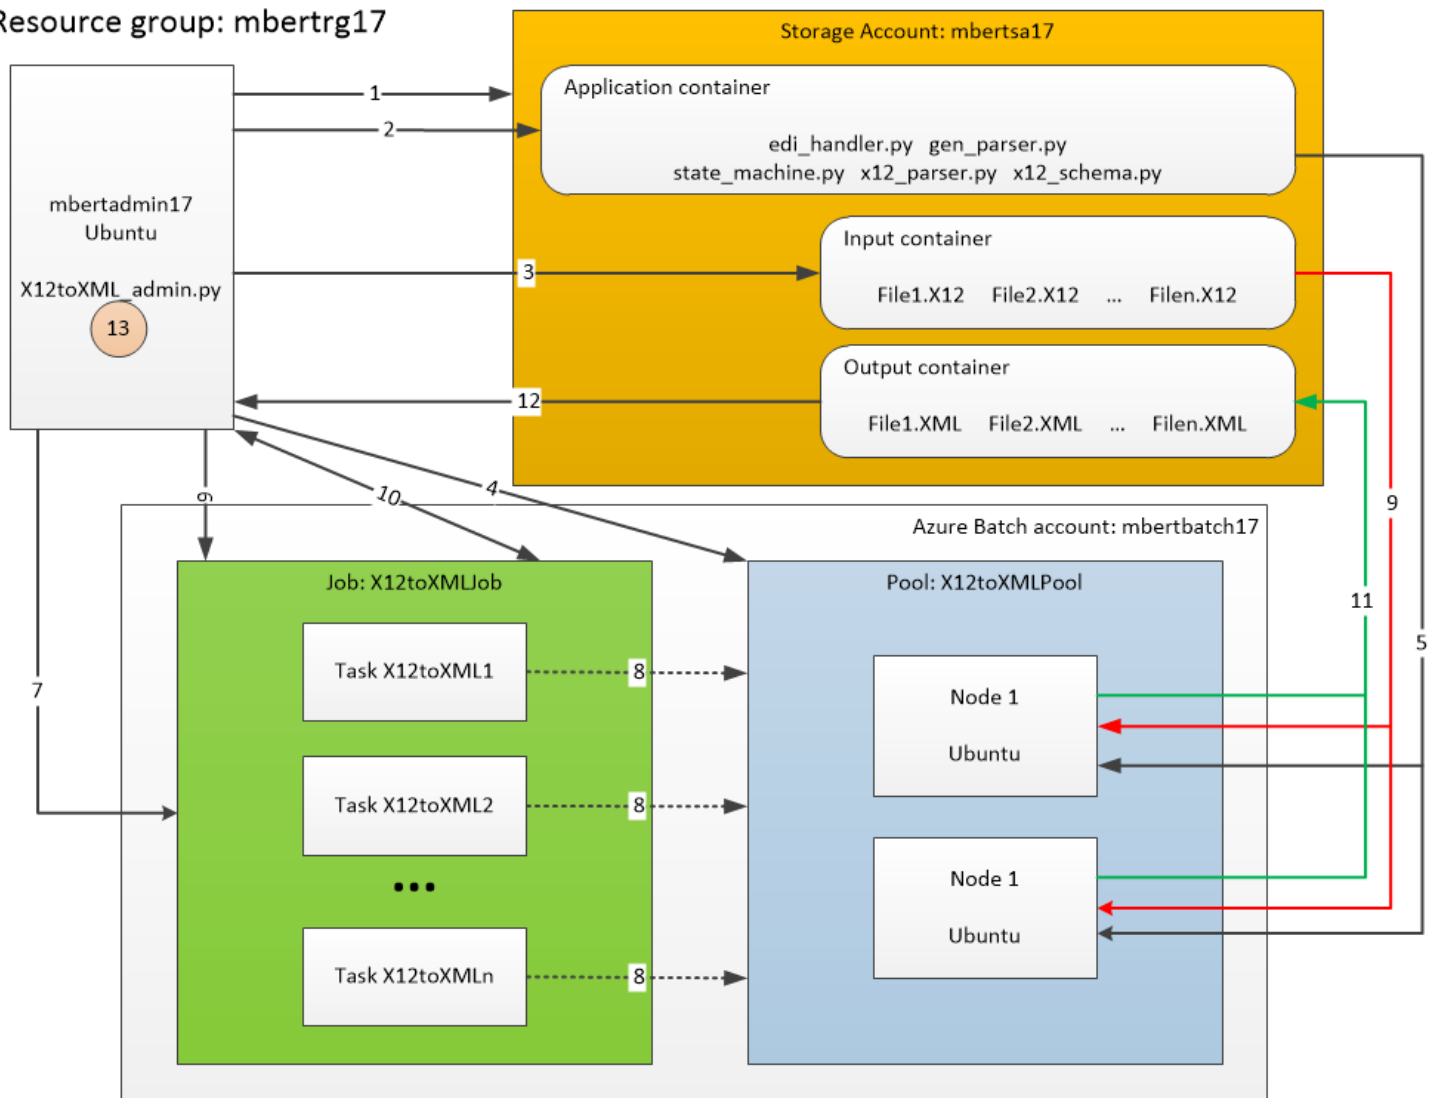 Resource group: mbertrg17
Storage Account: mbertsa17
1
Application container
2
edi_handler.py gen_parser.py
state_machine.py x12_parser.py x12_schema.py
mbertadmin17
Ubuntu
X12toXML_admin.py
13
3
Input container
File1.X12 File2.X12 ... Filen.X12
12
Output container
File1.XML File2.XML ... Filen.XML
6
10
4
9
Azure Batch account: mbertbatch17
Job: X12toXMLJob
Pool: X12toXMLPool
11
5
7
Task X12toXML1
8
Node 1
Ubuntu
Task X12toXML2
8
...
Node 1
Ubuntu
Task X12toXMLn
8